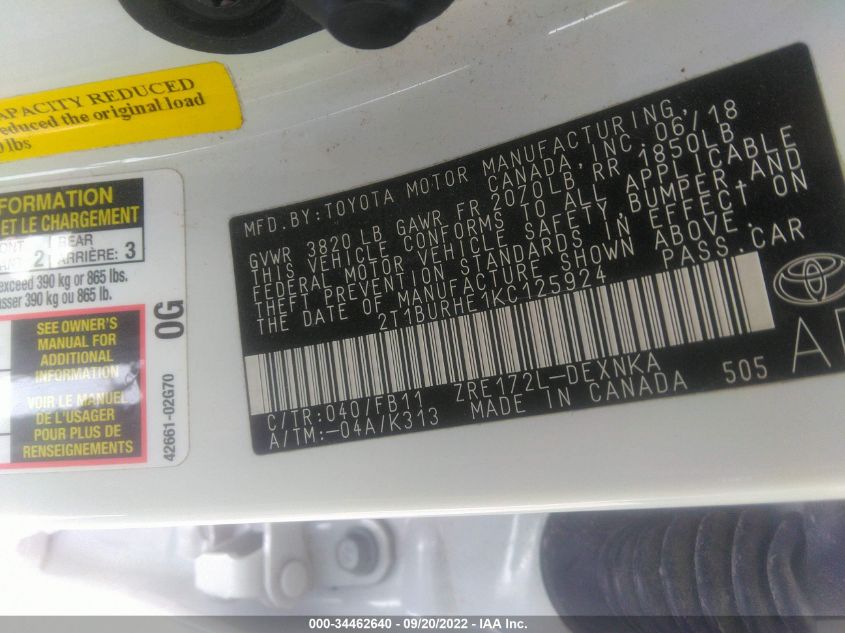 APACITY REDUCED
educed the original load
lbs
FORMATION
ET LE CHARGEMENT
2 REAR
ARRIÈRE: 3
exceed 390 kg or 865 lbs.
asser 390 kg ou 865 lb.
SEE OWNER'S
MANUAL FOR
ADDITIONAL
INFORMATION
VOIR LE MANUEL
DE L'USAGER
POUR PLUS DE
RENSEIGNEMENTS
0G
42661-02G70
MFD.BY:TOYOTA MOTOR MANUFACTURING,
CANADA, INC. 06/18
GVWR 3820 LB GAWR FR 2070LB, RR 1850LB
THIS VEHICLE CONFORMS TO ALL APPLICABLE
FEDERAL MOTOR VEHICLE SAFETY, BUMPER AND
THEFT PREVENTION STANDARDS IN EFFECT ON
THE DATE OF MANUFACTURE SHOWN ABOVE.
2T1BURHE1KC125924 PASS.CAR
C/TR:040/FB11 ZRE172L-DEXNKA
A/TM:-04A/K313 MADE IN CANADA 505
000-34462640 - 09/20/2022 - IAA Inc.